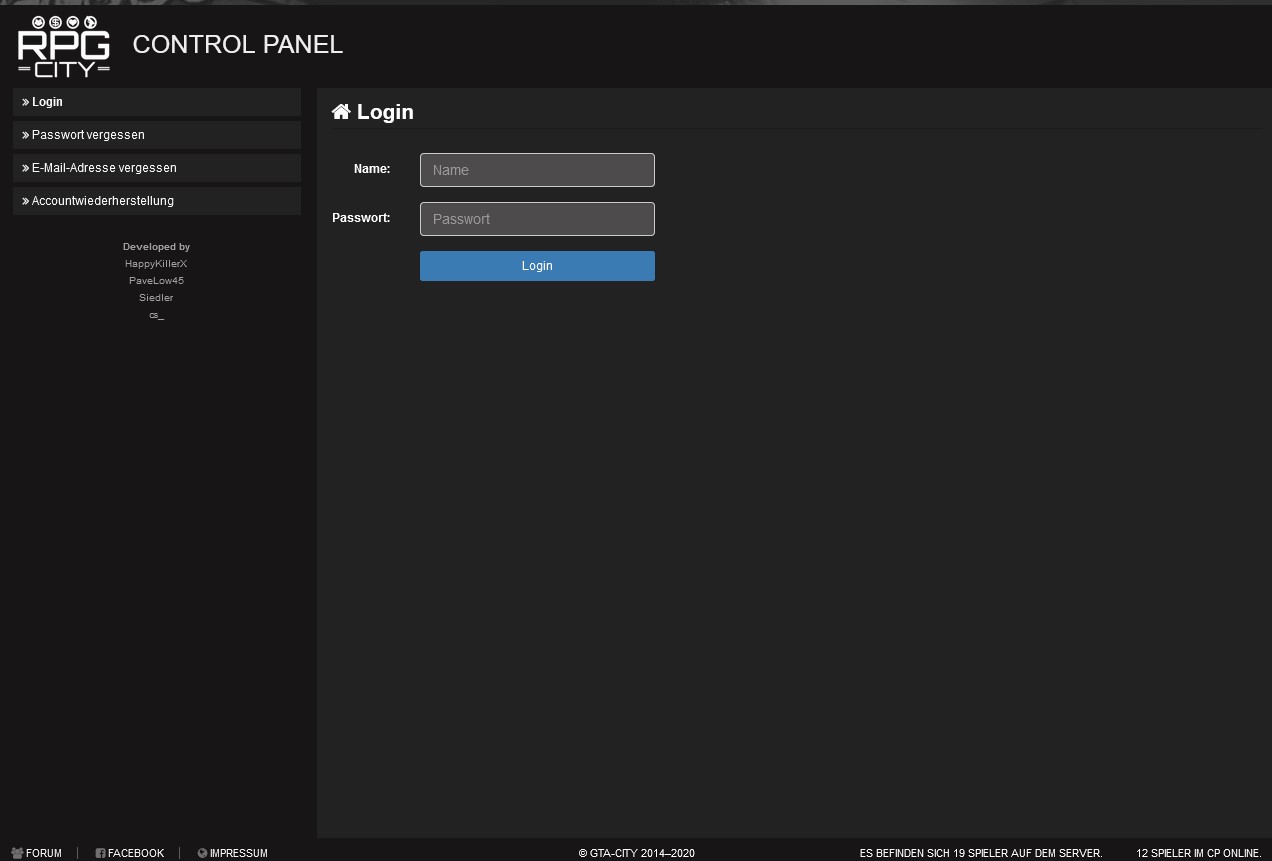 RPG
CITY
CONTROL PANEL
» Login
» Passwort vergessen
» E-Mail-Adresse vergessen
» Accountwiederherstellung
Developed by
HappyKillerX
PaveLow45
Siedler
cs_
Login
Name:
Name
Passwort:
Passwort
Login
FORUM
FACEBOOK
IMPRESSUM
© GTA-CITY 2014–2020
ES BEFINDEN SICH 19 SPIELER AUF DEM SERVER.
12 SPIELER IM CP ONLINE.